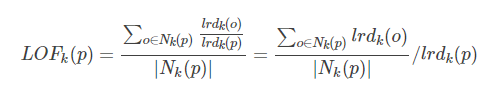 $LOF_k(p) = \frac{\sum_{o \in N_k(p)} \frac{lrd_k(o)}{lrd_k(p)}}{|N_k(p)|} = \frac{\sum_{o \in N_k(p)} lrd_k(o)}{|N_k(p)|} / lrd_k(p)$